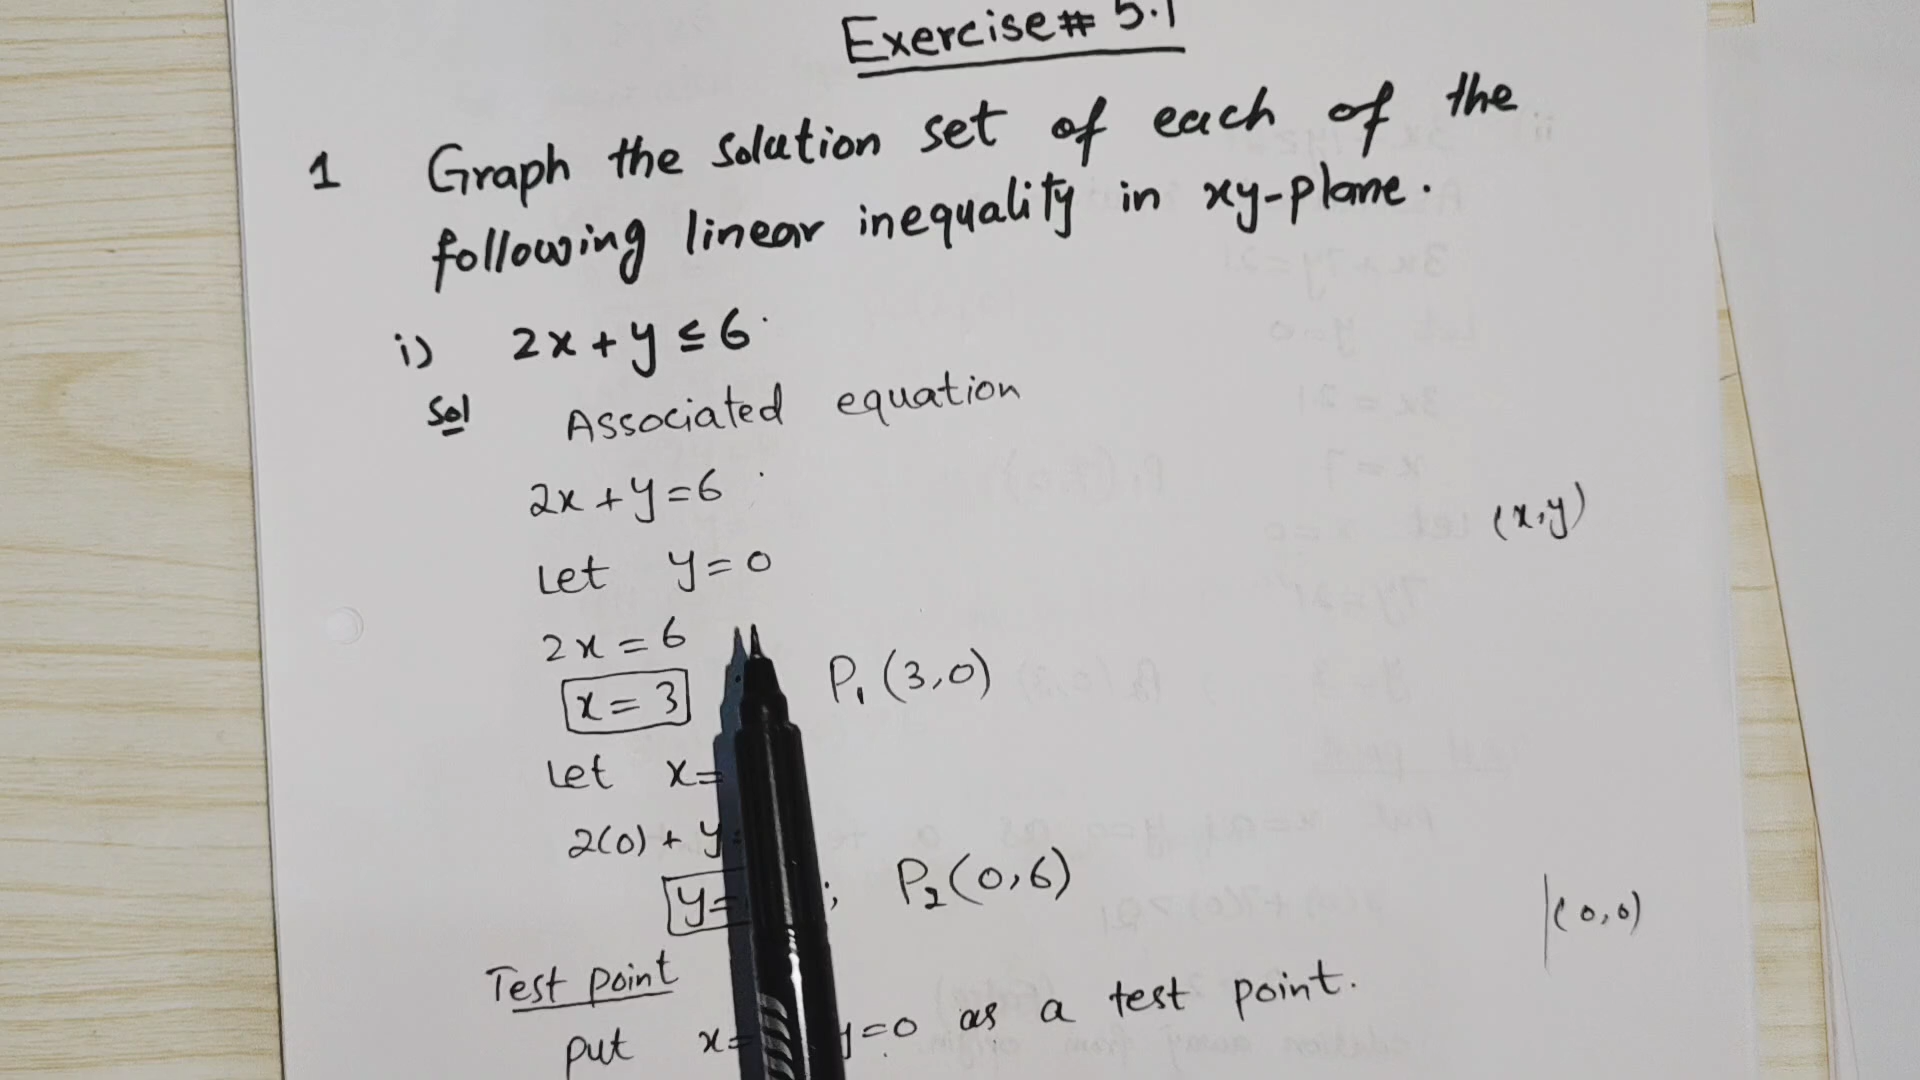 Exercise# 5.1
1 Graph the solution set of each of the
following linear inequality in xy-plane.
i) 2x + y ≤ 6
Sol Associated equation
2x + y = 6
(x,y)
Let y = 0
2x = 6
x = 3 P₁ (3,0)
Let x=
2(0) + y
y= ; P₂ (0,6)
(0,0)
Test point
put x= y=0 as a test point.